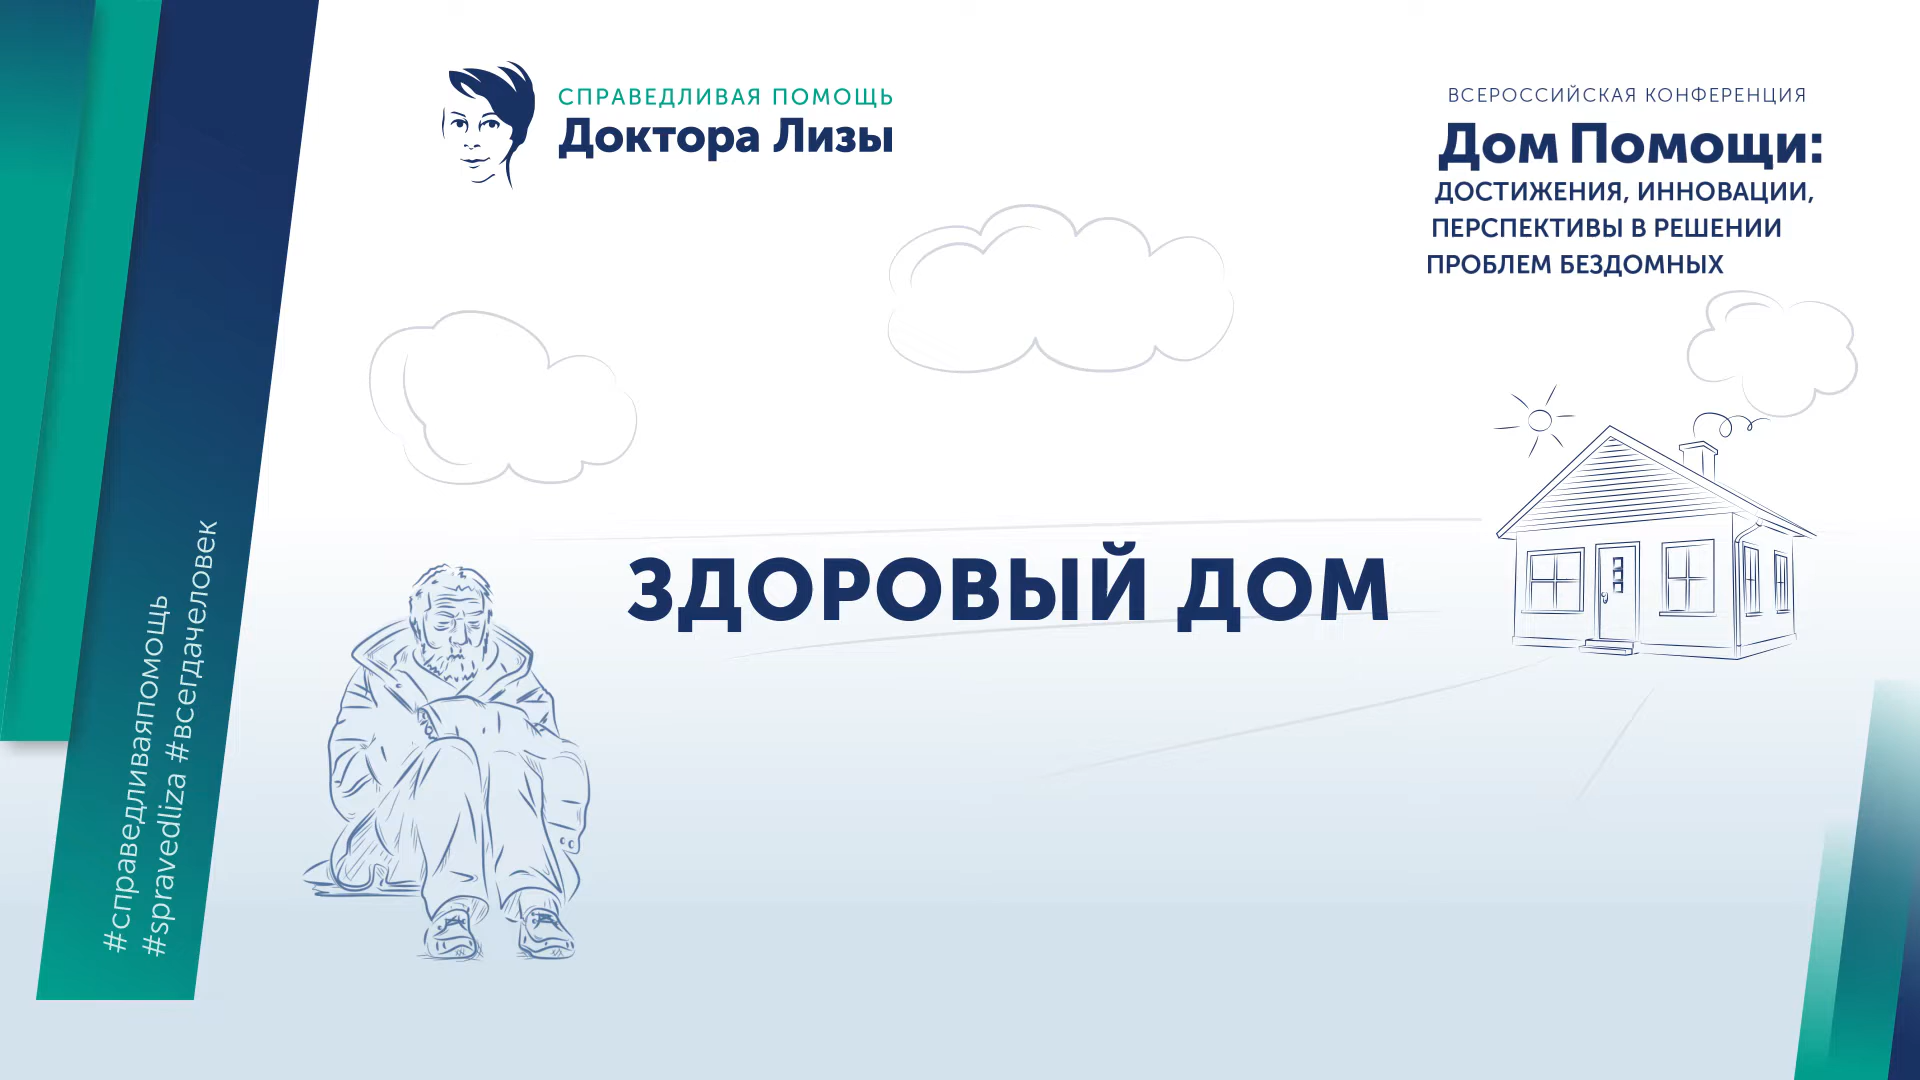 СПРАВЕДЛИВАЯ ПОМОЩЬ
Доктора Лизы
ВСЕРОССИЙСКАЯ КОНФЕРЕНЦИЯ
Дом Помощи:
ДОСТИЖЕНИЯ, ИННОВАЦИИ,
ПЕРСПЕКТИВЫ В РЕШЕНИИ
ПРОБЛЕМ БЕЗДОМНЫХ
ЗДОРОВЫЙ ДОМ
#справедливаяпомощь
#spravedliza #всегдачеловек